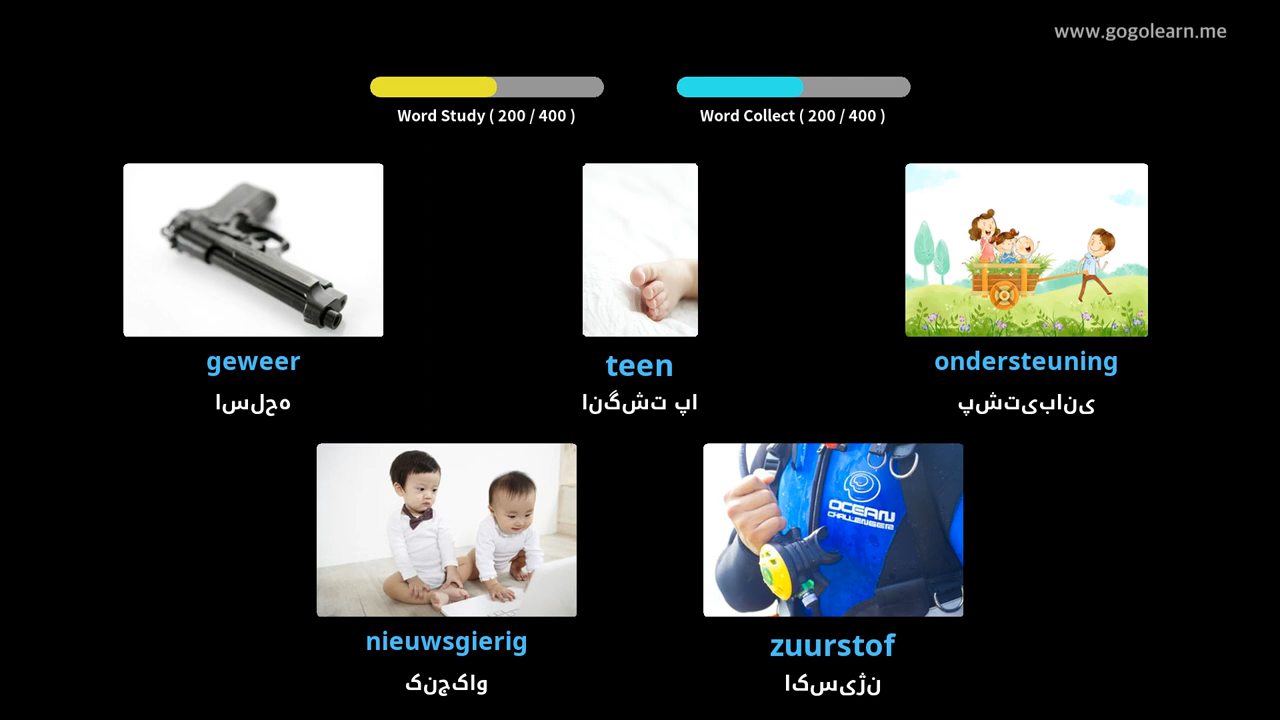 www.gogolearn.me
Word Study ( 200 / 400 )
Word Collect ( 200 / 400 )
geweer
اسلحه
teen
انگشت پا
ondersteuning
پشتیبانی
OCEAN
CHALLENGER
nieuwsgierig
کنجکاو
zuurstof
اکسیژن